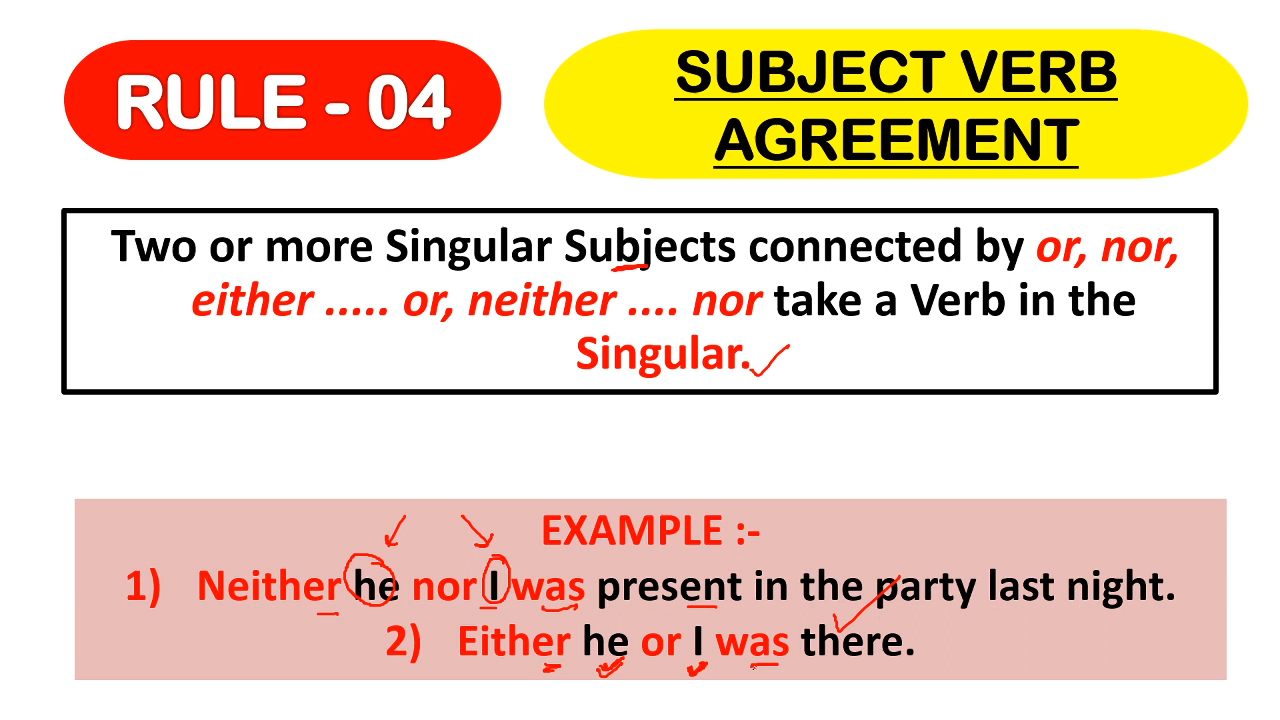 RULE - 04
SUBJECT VERB
AGREEMENT
Two or more Singular Subjects connected by or, nor,
either ..... or, neither .... nor take a Verb in the
Singular.
EXAMPLE :-
1) Neither he nor I was present in the party last night.
2) Either he or I was there.